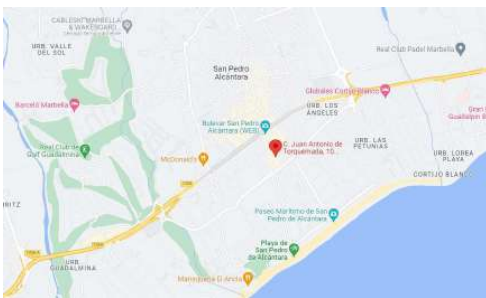 CABLESKI MARBELLA
& WAKEBOARD
URB. VALLE
DEL SOL
San Pedro
Alcántara
Real Club Padel Marbella
Barceló Marbella
Globales Cortijo Blanco
URB. LOS
ÁNGELES
Gran
Guadalpín B
Bulevar San Pedro
Alcántara (WEB)
Real Club de
Golf Guadalmina
McDonald's
C. Juan Antonio de
Torquemada, 10...
URB. LAS
PETUNIAS
URB. LOREA
PLAYA
CORTIJO BLANCO
Paseo Marítimo de San
Pedro de Alcántara
URB.
GUADALMINA
Playa de
San Pedro
de Alcántara